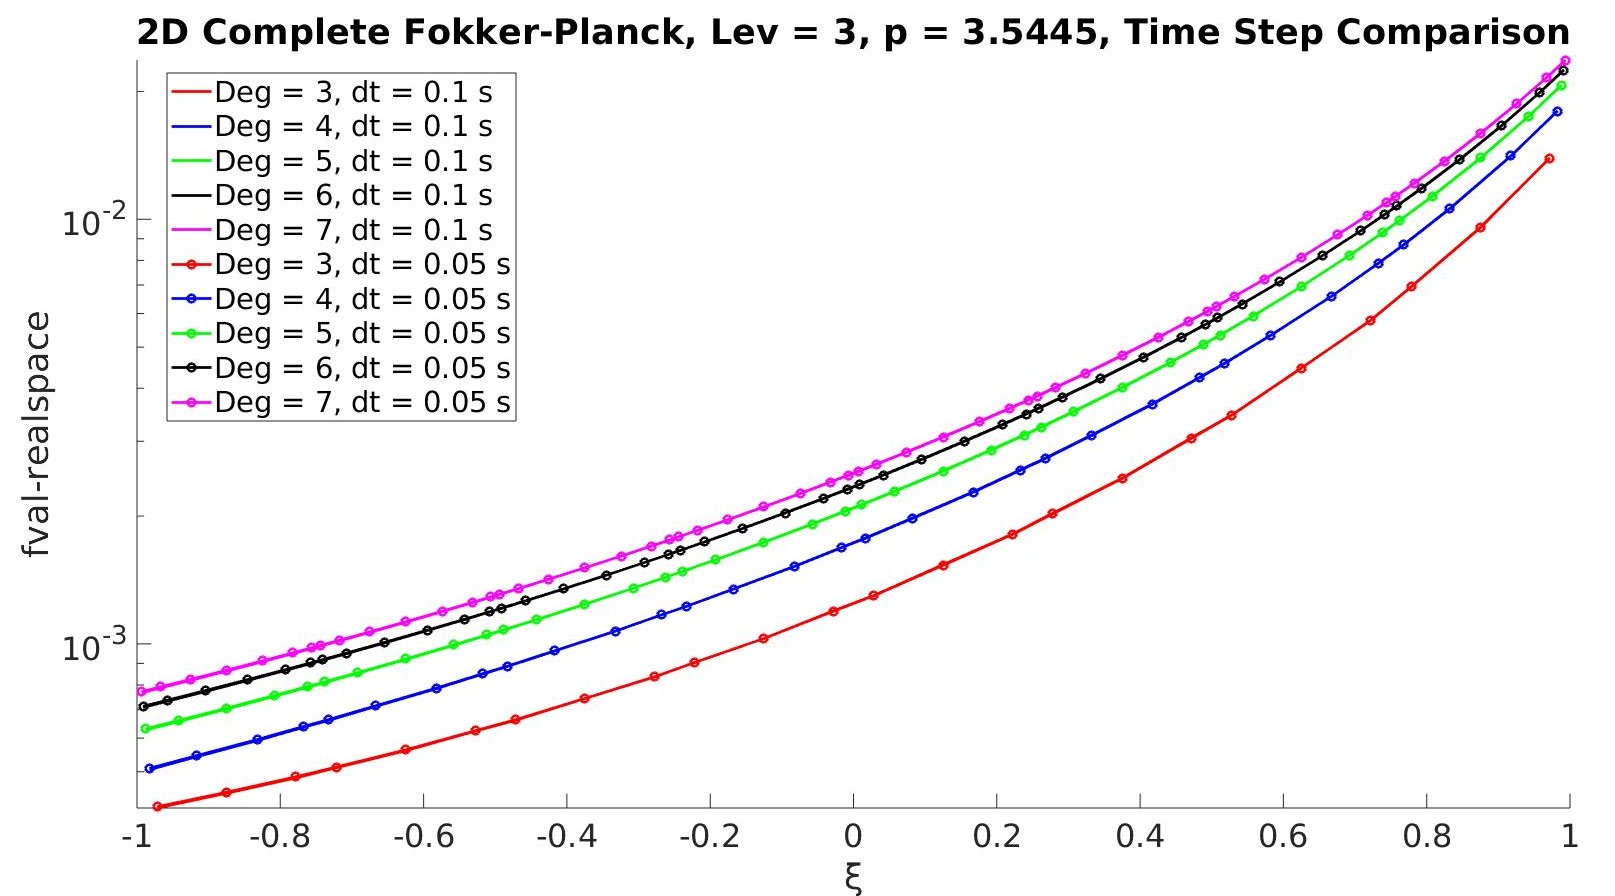 2D Complete Fokker-Planck, Lev = 3, p = 3.5445, Time Step Comparison
Deg = 3, dt = 0.1 s
Deg = 4, dt = 0.1 s
Deg = 5, dt = 0.1 s
Deg = 6, dt = 0.1 s
Deg = 7, dt = 0.1 s
Deg = 3, dt = 0.05 s
Deg = 4, dt = 0.05 s
Deg = 5, dt = 0.05 s
Deg = 6, dt = 0.05 s
Deg = 7, dt = 0.05 s
10⁻²
10⁻³
fval-realspace
-1 -0.8 -0.6 -0.4 -0.2 0 0.2 0.4 0.6 0.8 1
ξ